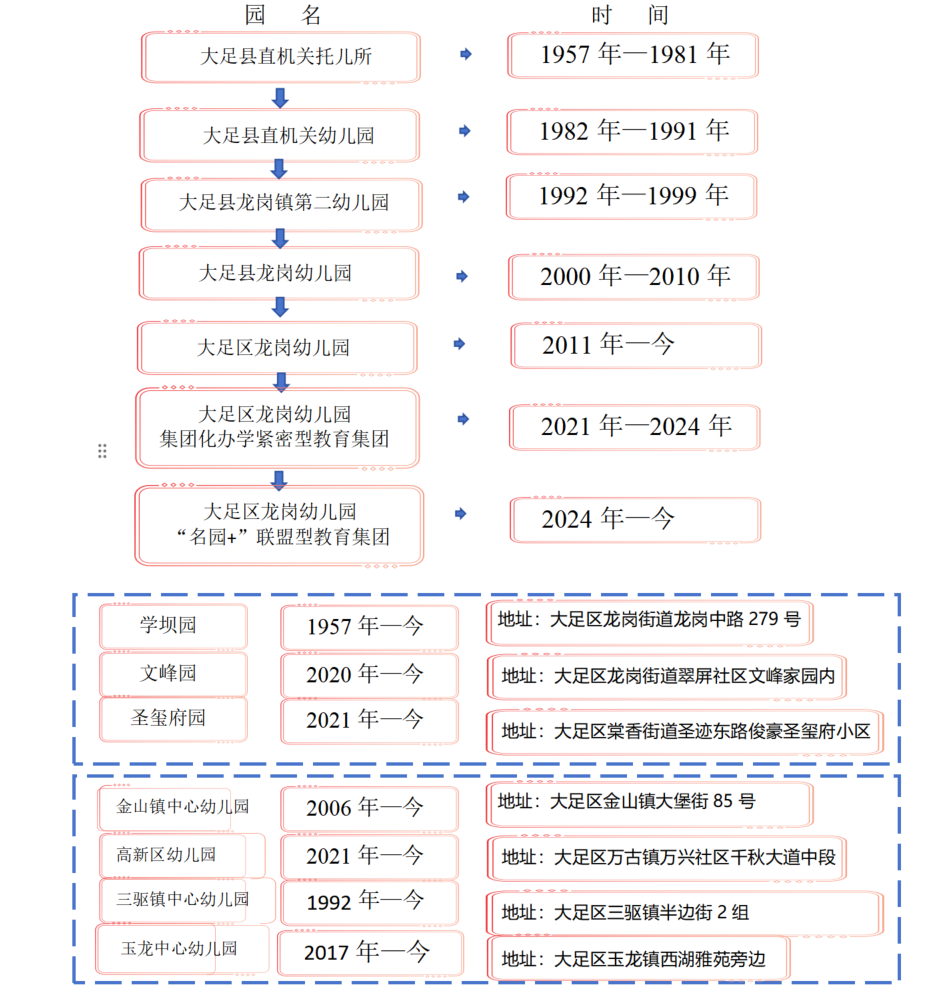 园 名 时 间
大足县直机关托儿所 1957 年—1981 年
大足县直机关幼儿园 1982 年—1991 年
大足县龙岗镇第二幼儿园 1992 年—1999 年
大足县龙岗幼儿园 2000 年—2010 年
大足区龙岗幼儿园 2011 年—今
大足区龙岗幼儿园
集团化办学紧密型教育集团 2021 年—2024 年
大足区龙岗幼儿园
“名园+”联盟型教育集团 2024 年—今
学坝园 1957 年—今 地址：大足区龙岗街道龙岗中路 279 号
文峰园 2020 年—今 地址：大足区龙岗街道翠屏社区文峰家园内
圣玺府园 2021 年—今 地址：大足区棠香街道圣迹东路俊豪圣玺府小区
金山镇中心幼儿园 2006 年—今 地址：大足区金山镇大堡街 85 号
高新区幼儿园 2021 年—今 地址：大足区万古镇万兴社区千秋大道中段
三驱镇中心幼儿园 1992 年—今 地址：大足区三驱镇半边街 2 组
玉龙中心幼儿园 2017 年—今 地址：大足区玉龙镇西湖雅苑旁边